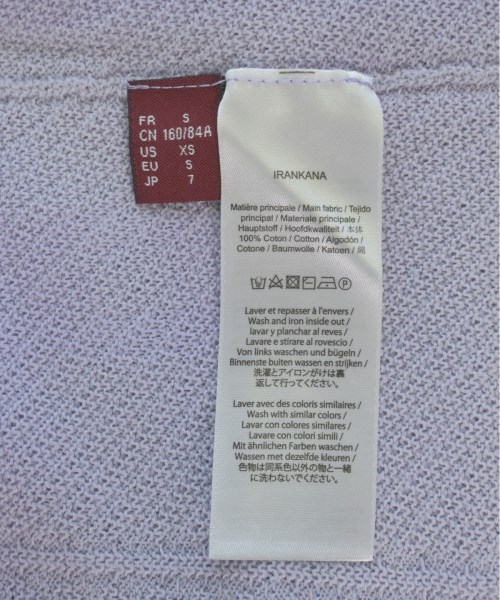 FR S
CN 160/84A
US XS
EU S
JP 7
IRANKANA
Matière principale / Main fabric / Tejido
principal / Materiale principale /
Hauptstoff / Hoofdkwaliteit / 本体
100% Coton / Cotton / Algodón /
Cotone / Baumwolle / Katoen / 綿
Laver et repasser à l'envers /
Wash and iron inside out /
lavar y planchar al reves /
Lavare e stirare al rovescio /
Von links waschen und bügeln /
Binnenste buiten wassen en strijken /
洗濯とアイロンがけは裏
返して行ってください。
Laver avec des coloris similaires /
Wash with similar colors /
Lavar con colores similares /
Lavare con colori simili /
Mit ähnlichen Farben waschen /
Wassen met dezelfde kleuren /
色物は同系色以外の物と一緒
に洗わないでください。